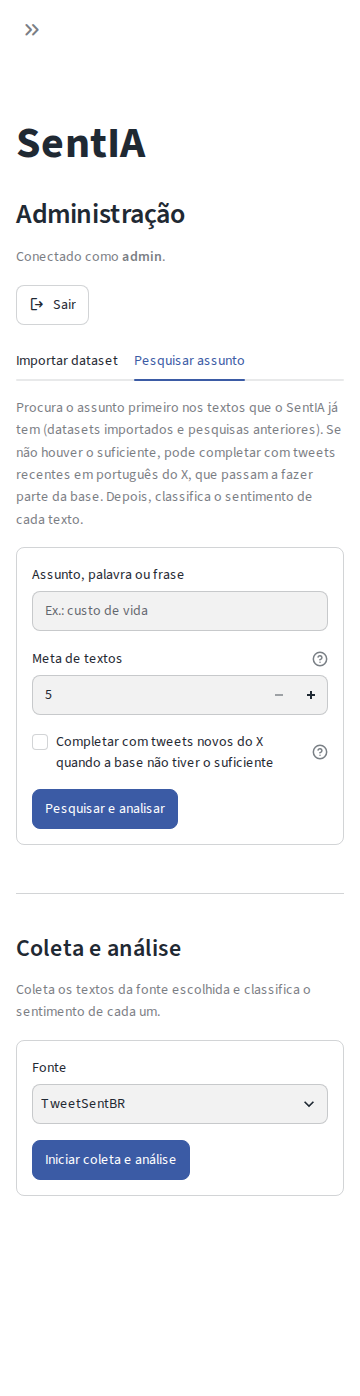 SentIA
Administração
Conectado como admin.
Sair
Importar dataset Pesquisar assunto
Procura o assunto primeiro nos textos que o SentIA já
tem (datasets importados e pesquisas anteriores). Se
não houver o suficiente, pode completar com tweets
recentes em português do X, que passam a fazer
parte da base. Depois, classifica o sentimento de
cada texto.
Assunto, palavra ou frase
Ex.: custo de vida
Meta de textos
5
Completar com tweets novos do X
quando a base não tiver o suficiente
Pesquisar e analisar
Coleta e análise
Coleta os textos da fonte escolhida e classifica o
sentimento de cada um.
Fonte
TweetSentBR
Iniciar coleta e análise